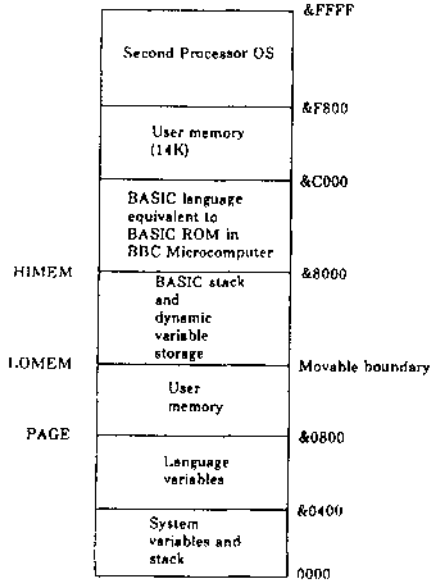 &FFFF
Second Processor OS
&F800
User memory
(14K)
&C000
BASIC language
equivalent to
BASIC ROM in
BBC Microcomputer
HIMEM
&8000
BASIC stack
and
dynamic
variable
storage
LOMEM
Movable boundary
User
memory
PAGE
&0800
Language
variables
&0400
System
variables and
stack
0000